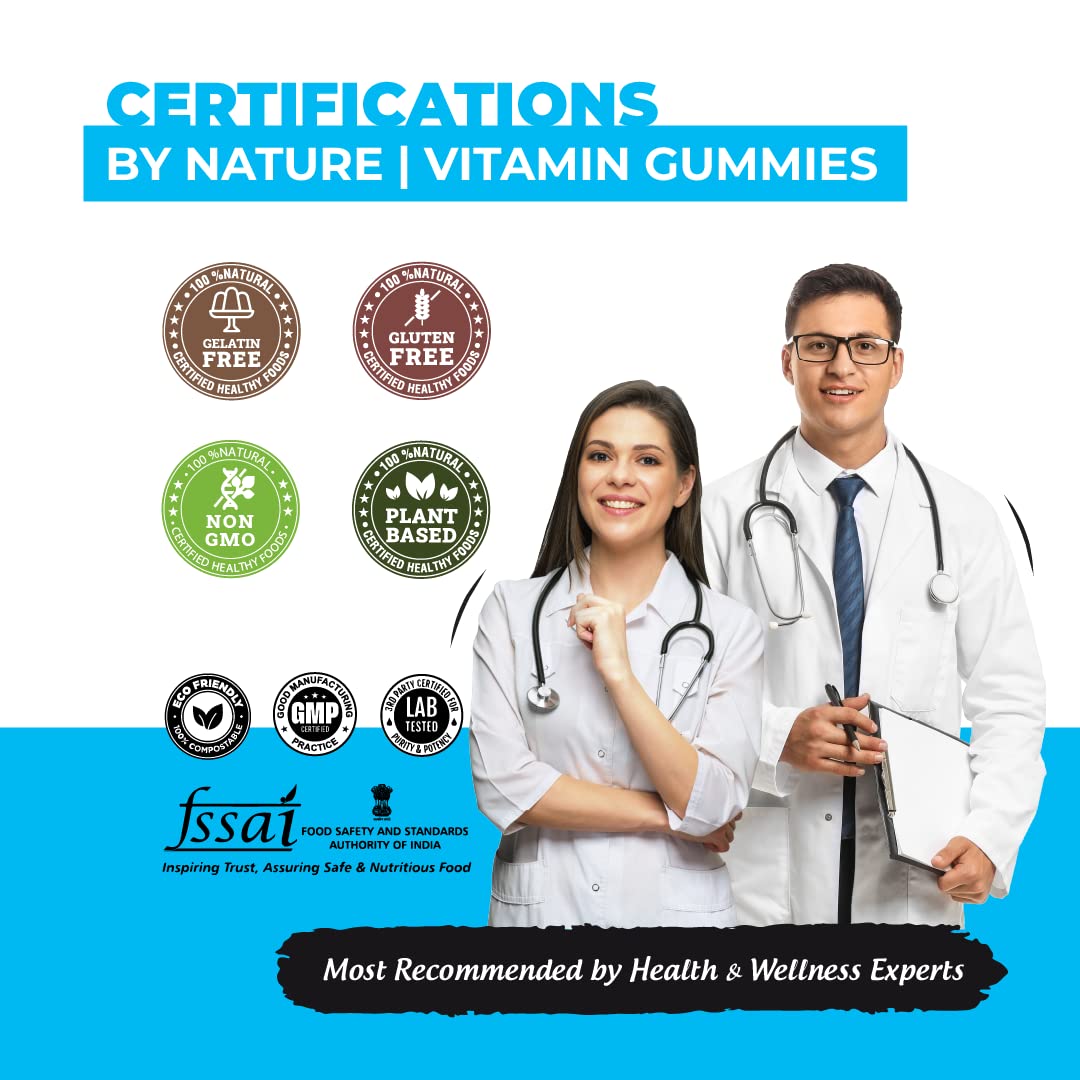 CERTIFICATIONS
BY NATURE | VITAMIN GUMMIES
100 %NATURAL
GELATIN
FREE
CERTIFIED HEALTHY FOODS
100 %NATURAL
GLUTEN
FREE
CERTIFIED HEALTHY FOODS
100 %NATURAL
NON
GMO
CERTIFIED HEALTHY FOODS
100 %NATURAL
PLANT
BASED
CERTIFIED HEALTHY FOODS
ECO FRIENDLY
100% COMPOSTABLE
GOOD MANUFACTURING
GMP
CERTIFIED
PRACTICE
3RD PARTY CERTIFIED FOR
LAB
TESTED
PURITY & POTENCY
fssai
FOOD SAFETY AND STANDARDS
AUTHORITY OF INDIA
Inspiring Trust, Assuring Safe & Nutritious Food
Most Recommended by Health & Wellness Experts